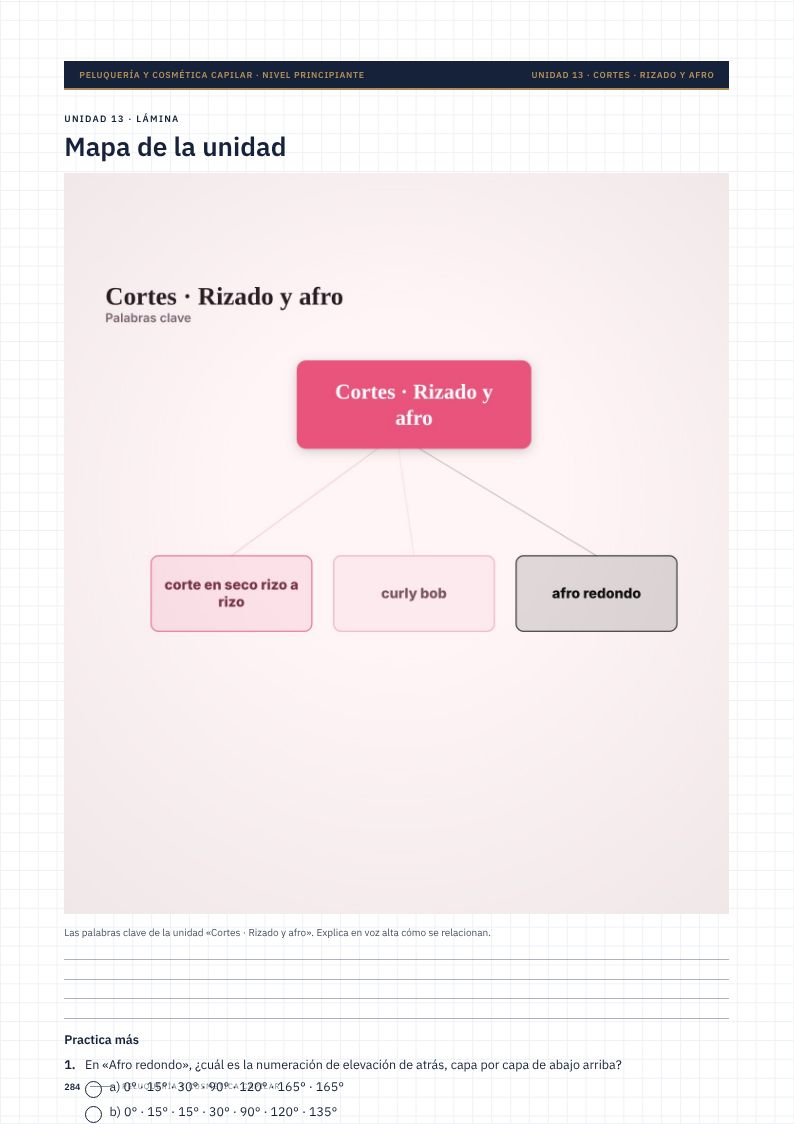 PELUQUERÍA Y COSMÉTICA CAPILAR · NIVEL PRINCIPIANTE
UNIDAD 13 · CORTES · RIZADO Y AFRO
UNIDAD 13 · LÁMINA
Mapa de la unidad
Cortes · Rizado y afro
Palabras clave
Cortes · Rizado y
afro
corte en seco rizo a
rizo
curly bob
afro redondo
Las palabras clave de la unidad «Cortes · Rizado y afro». Explica en voz alta cómo se relacionan.
Practica más
1. En «Afro redondo», ¿cuál es la numeración de elevación de atrás, capa por capa de abajo arriba?
a) 0° · 15° · 30° · 90° · 120° · 165° · 165°
284
b) 0° · 15° · 15° · 30° · 90° · 120° · 135°